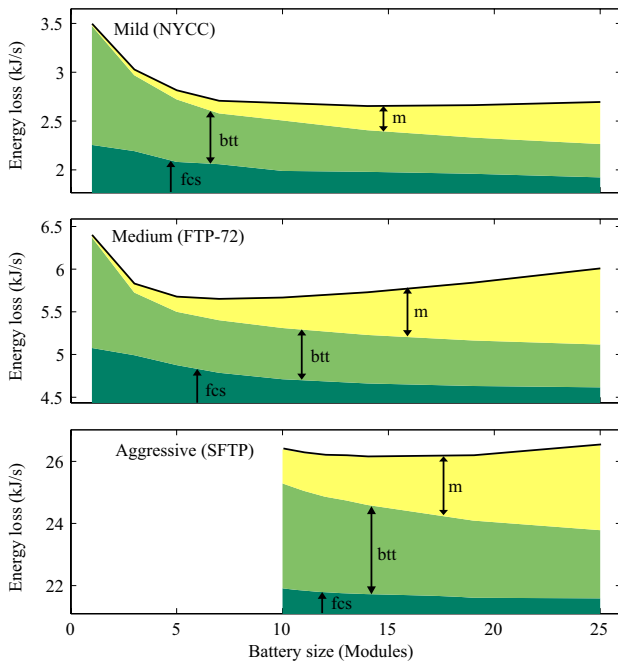 3.5
Mild (NYCC)
3
Energy loss (kJ/s)
2.5
m
btt
2
fcs
6.5
Medium (FTP-72)
6
Energy loss (kJ/s)
5.5
m
btt
5
fcs
4.5
Aggressive (SFTP)
26
Energy loss (kJ/s)
m
24
btt
22
fcs
0 5 10 15 20 25
Battery size (Modules)